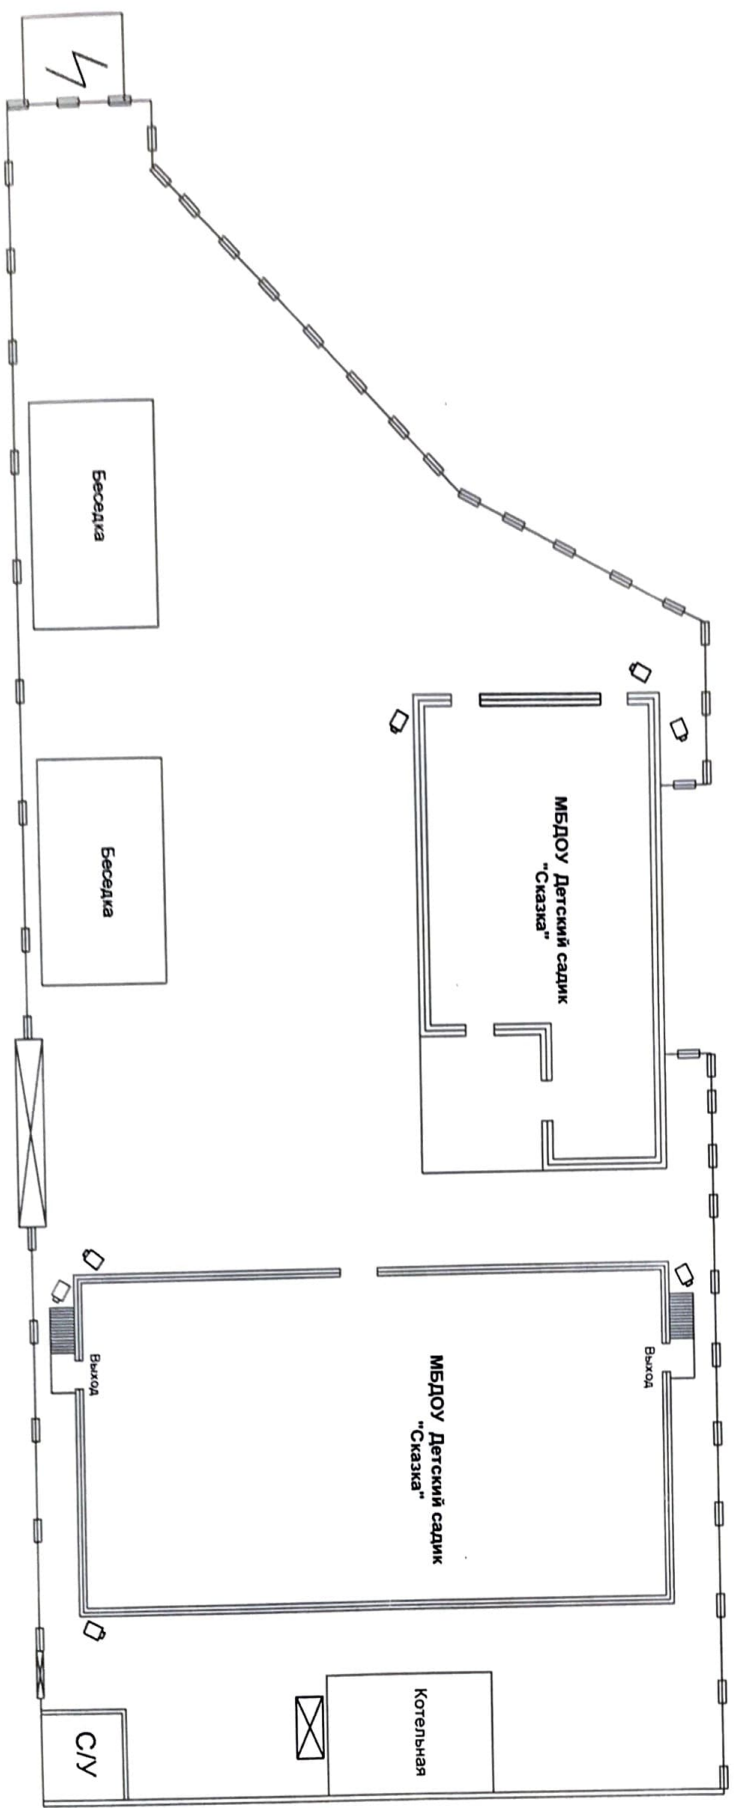 Беседка
Беседка
МБДОУ Детский садик
"Сказка"
Выход
Выход
МБДОУ Детский садик
"Сказка"
Котельная
С/У